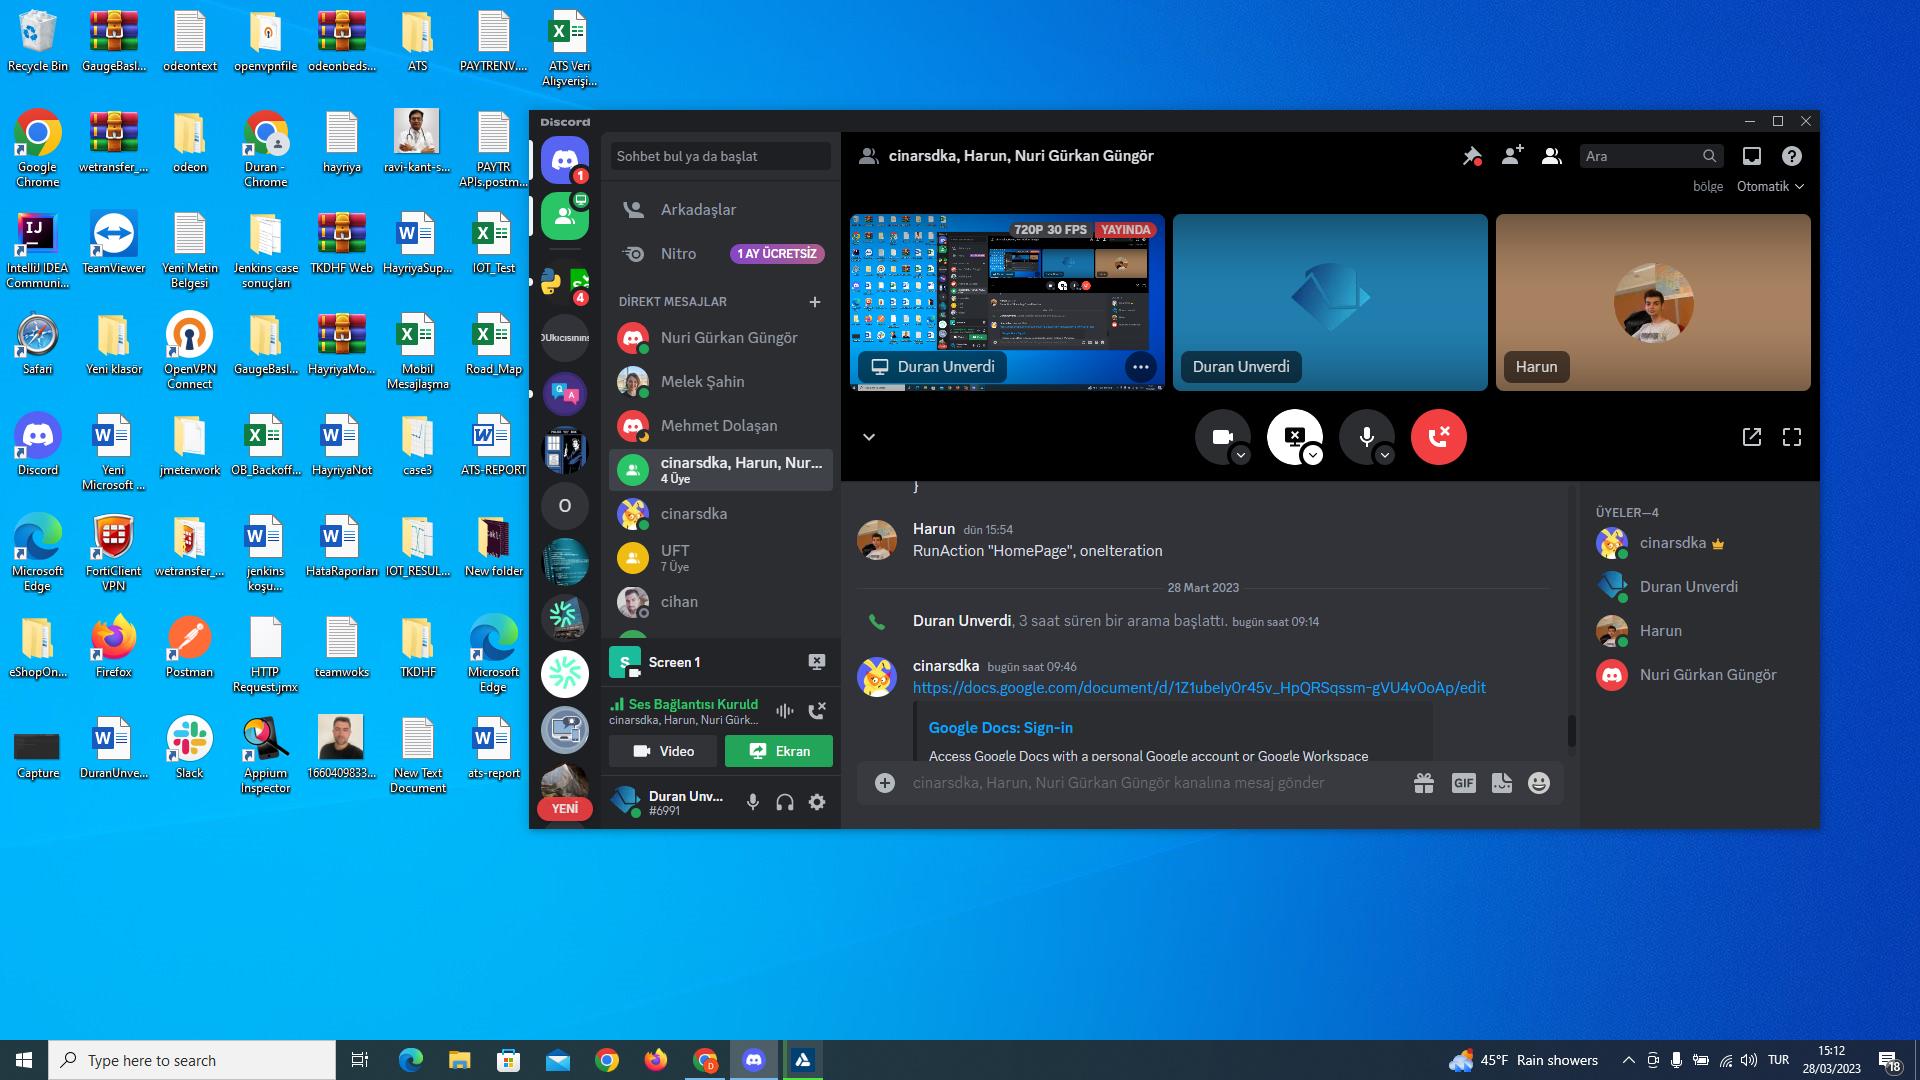 Recycle Bin
GaugeBasl...
odeontext
openvpnfile
odeonbeds...
ATS
PAYTRENV....
ATS Veri
Alışverişi...
Google
Chrome
wetransfer_...
odeon
Duran -
Chrome
hayriya
ravi-kant-s...
PAYTR
APIs.postm...
IntelliJ IDEA
Communi...
TeamViewer
Yeni Metin
Belgesi
Jenkins case
sonuçları
TKDHF Web
HayriyaSup...
IOT_Test
Safari
Yeni klasör
OpenVPN
Connect
GaugeBasl...
HayriyaMo...
Mobil
Mesajlaşma
Road_Map
Discord
Yeni
Microsoft ...
jmeterwork
OB_Backoff...
HayriyaNot
case3
ATS-REPORT
Microsoft
Edge
FortiClient
VPN
wetransfer_...
jenkins
koşu...
HataRaporları
IOT_RESUL...
New folder
eShopOn...
Firefox
Postman
HTTP
Request.jmx
teamwoks
TKDHF
Microsoft
Edge
Capture
DuranUnve...
Slack
Appium
Inspector
1660409833...
New Text
Document
ats-report
Discord
1
4
O
YENİ
Sohbet bul ya da başlat
Arkadaşlar
Nitro
1 AY ÜCRETSİZ
DİREKT MESAJLAR
Nuri Gürkan Güngör
Melek Şahin
Mehmet Dolaşan
cinarsdka, Harun, Nur...
4 Üye
cinarsdka
UFT
7 Üye
cihan
S
Screen 1
Ses Bağlantısı Kuruld
cinarsdka, Harun, Nuri Gürk...
Video
Ekran
Duran Unv...
#6991
cinarsdka, Harun, Nuri Gürkan Güngör
Ara
bölge Otomatik
720P 30 FPS YAYINDA
Duran Unverdi
Duran Unverdi
Harun
}
Harun dün 15:54
RunAction "HomePage", oneIteration
28 Mart 2023
Duran Unverdi, 3 saat süren bir arama başlattı. bugün saat 09:14
cinarsdka bugün saat 09:46
https://docs.google.com/document/d/1Z1ubeIy0r45v_HpQRSqssm-gVU4v0oAp/edit
Google Docs: Sign-in
Access Google Docs with a personal Google account or Google Workspace
cinarsdka, Harun, Nuri Gürkan Güngör kanalına mesaj gönder
GIF
ÜYELER—4
cinarsdka
Duran Unverdi
Harun
Nuri Gürkan Güngör
Type here to search
45°F Rain showers
TUR
15:12
28/03/2023
18